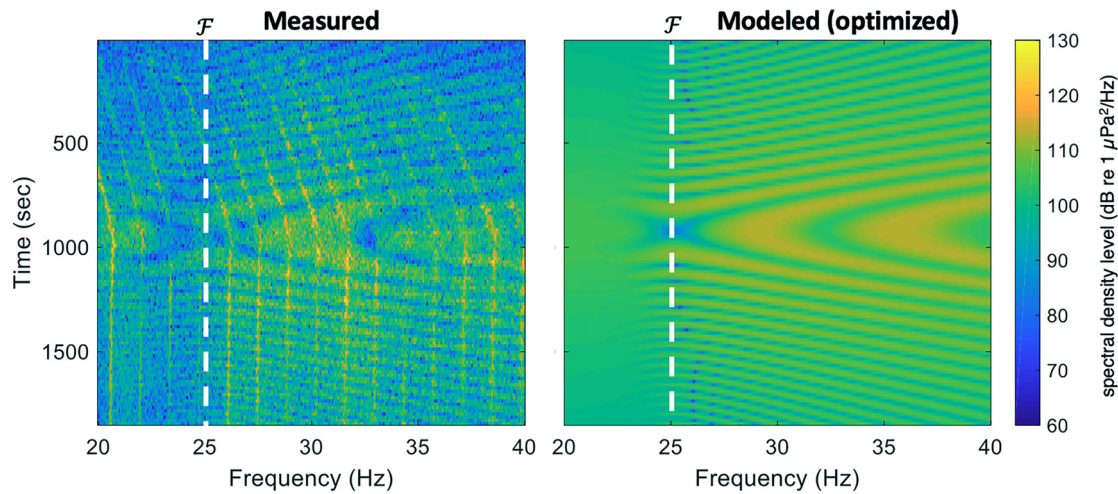 Measured
Modeled (optimized)
ℱ
ℱ
500
1000
1500
Time (sec)
20 25 30 35 40
Frequency (Hz)
20 25 30 35 40
Frequency (Hz)
130
120
110
100
90
80
70
60
spectral density level (dB re 1 μPa²/Hz)